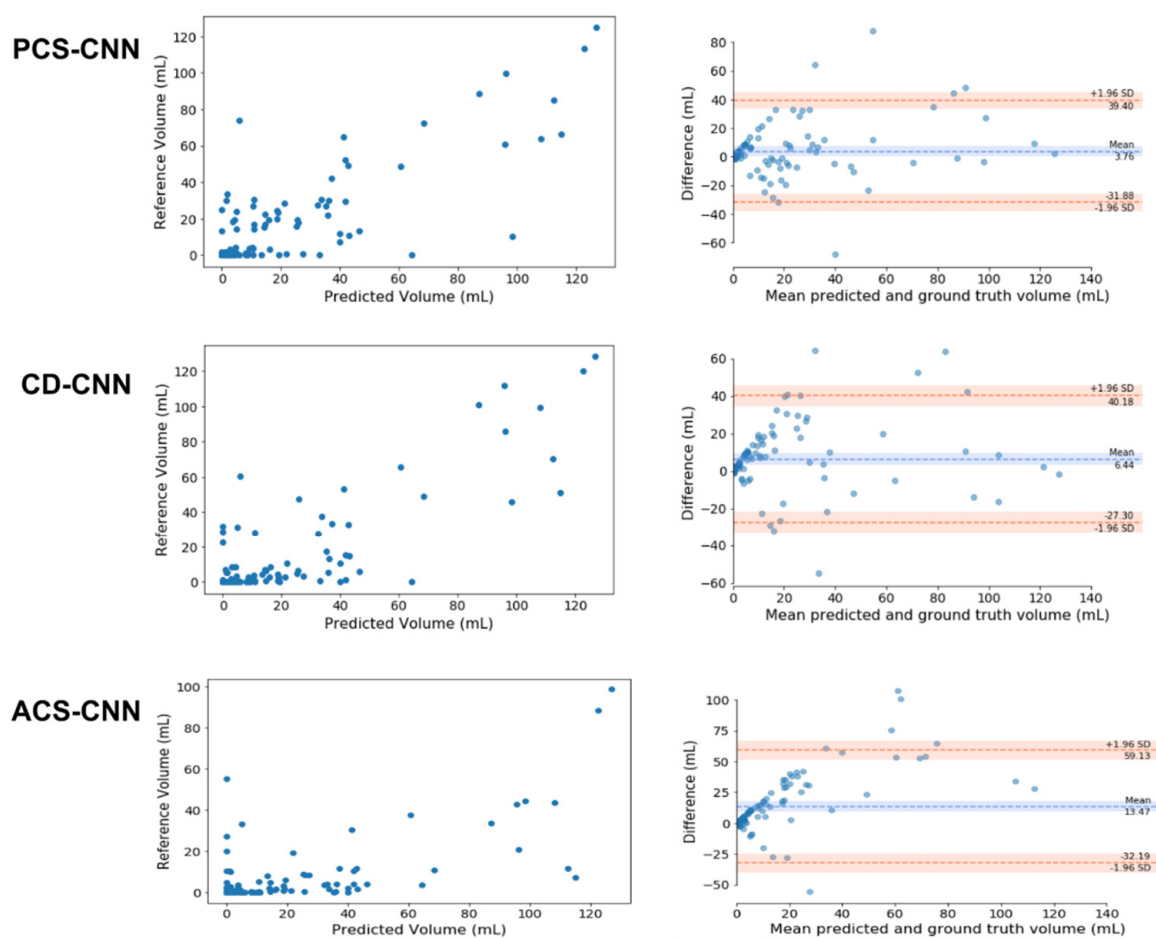 PCS-CNN
Reference Volume (mL)
120
100
80
60
40
20
0
0 20 40 60 80 100 120
Predicted Volume (mL)
Difference (mL)
80
60
40
20
0
−20
−40
−60
+1.96 SD
39.40
Mean
3.76
-31.88
-1.96 SD
0 20 40 60 80 100 120 140
Mean predicted and ground truth volume (mL)
CD-CNN
Reference Volume (mL)
120
100
80
60
40
20
0
0 20 40 60 80 100 120
Predicted Volume (mL)
Difference (mL)
60
40
20
0
−20
−40
−60
+1.96 SD
40.18
Mean
6.44
-27.30
-1.96 SD
0 20 40 60 80 100 120 140
Mean predicted and ground truth volume (mL)
ACS-CNN
Reference Volume (mL)
100
80
60
40
20
0
0 20 40 60 80 100 120
Predicted Volume (mL)
Difference (mL)
100
75
50
25
0
−25
−50
+1.96 SD
59.13
Mean
13.47
-32.19
-1.96 SD
0 20 40 60 80 100 120 140
Mean predicted and ground truth volume (mL)